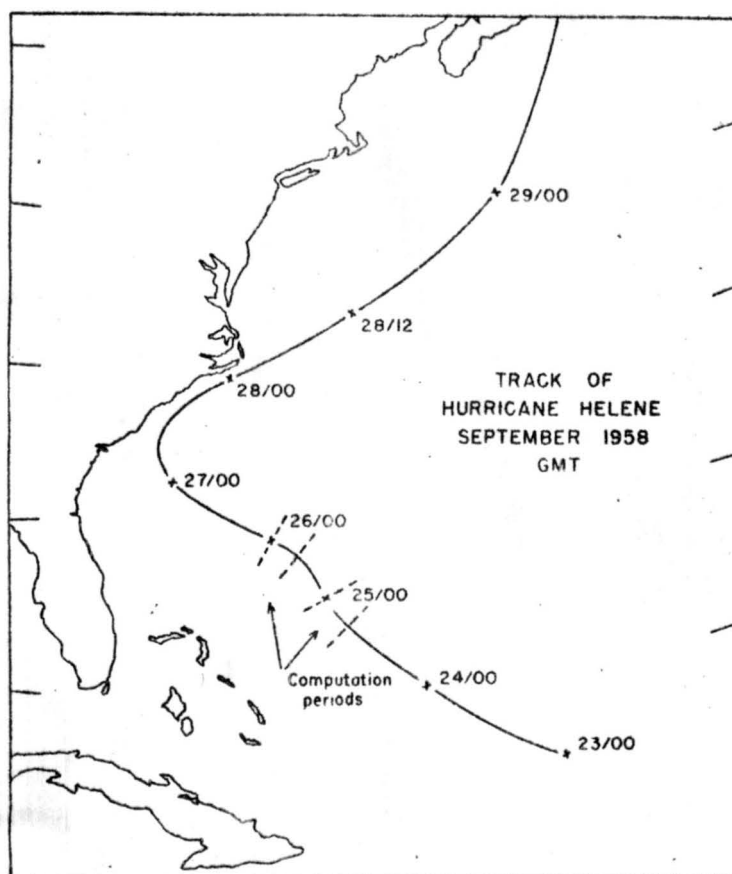 29/00
28/12
28/00
TRACK OF
HURRICANE HELENE
SEPTEMBER 1958
GMT
27/00
26/00
25/00
Computation
periods
24/00
23/00